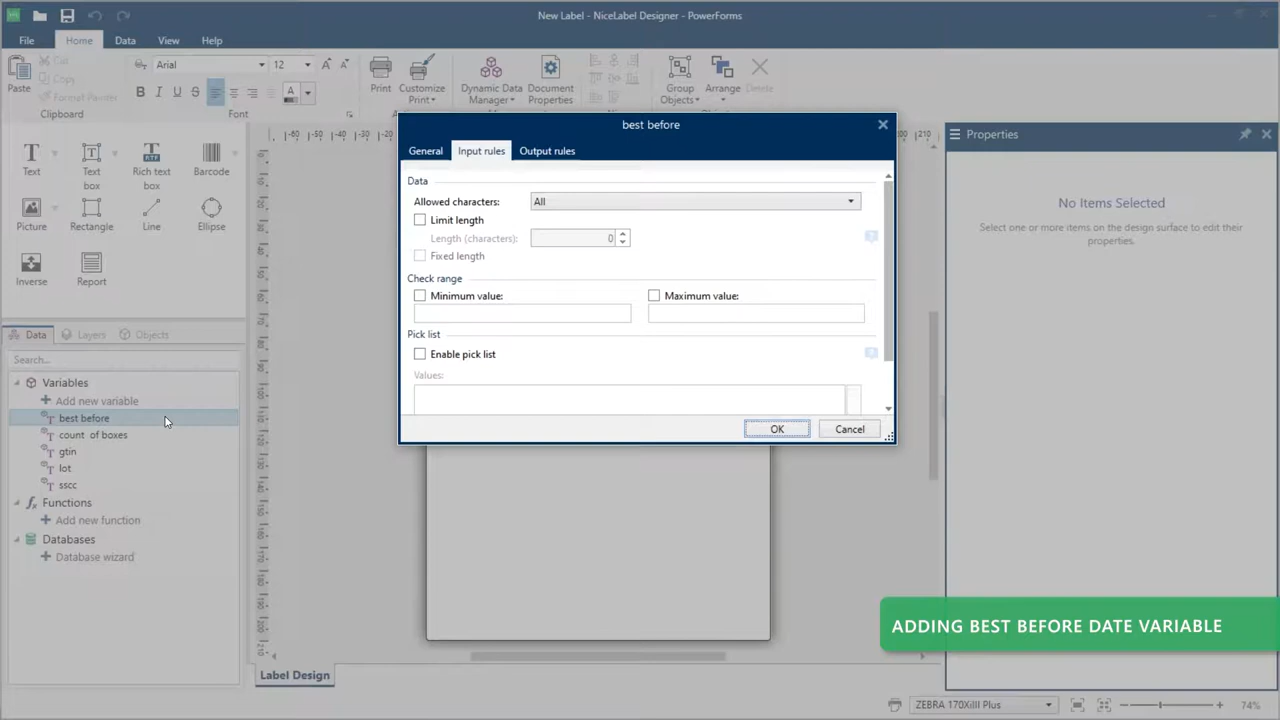 New Label - NiceLabel Designer - PowerForms
File Home Data View Help
Paste
Cut
Copy
Format Painter
Clipboard
Arial 12
B I U S
A
Font
Print
Customize Print
Dynamic Data Manager
Document Properties
Group Objects
Arrange
Delete
Text
Text box
Rich text box
RTF
Barcode
Picture
Rectangle
Line
Ellipse
Inverse
Report
Data Layers Objects
Search...
Variables
Add new variable
best before
count of boxes
gtin
lot
sscc
Functions
Add new function
Databases
Database wizard
best before
General Input rules Output rules
Data
Allowed characters: All
Limit length
Length (characters): 0
Fixed length
Check range
Minimum value: Maximum value:
Pick list
Enable pick list
Values:
OK Cancel
Properties
No Items Selected
Select one or more items on the design surface to edit their
properties.
ADDING BEST BEFORE DATE VARIABLE
Label Design
ZEBRA 170XiIII Plus
74%